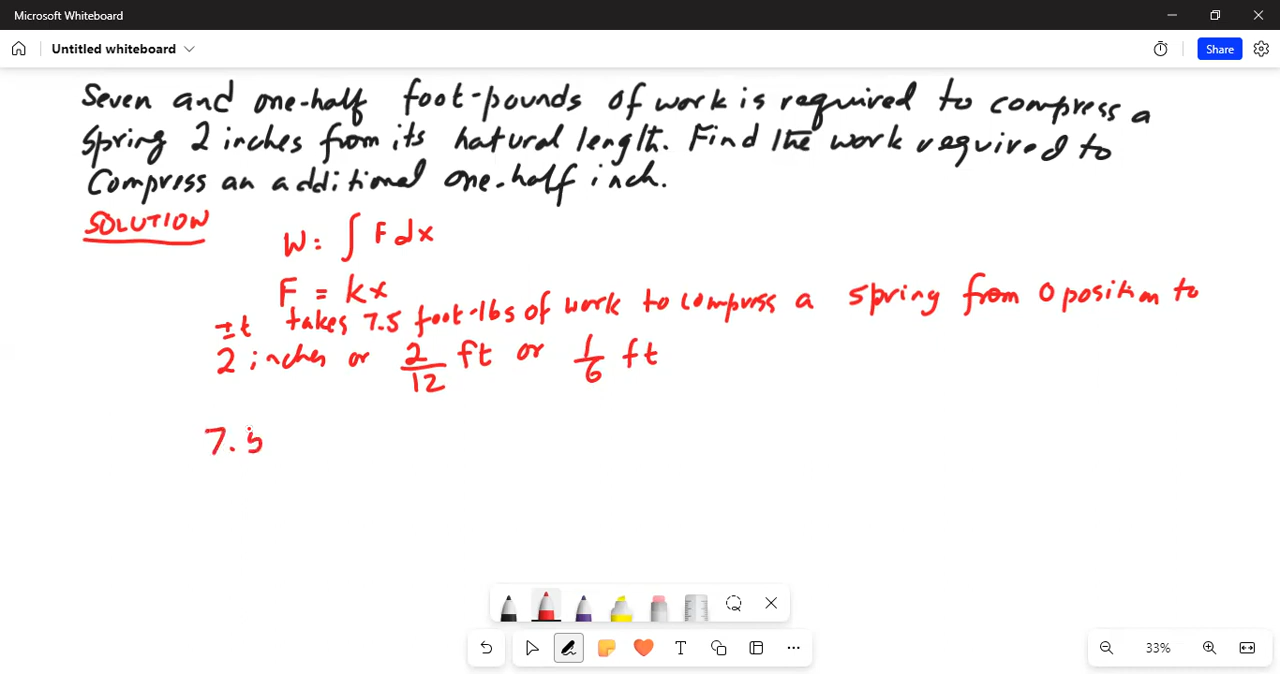 Microsoft Whiteboard
Untitled whiteboard
Share
Seven and one-half foot-pounds of work is required to compress a
spring 2 inches from its natural length. Find the work required to
Compress an additional one-half inch.
SOLUTION
W = ∫ F dx
F = kx
It takes 7.5 foot-lbs of work to compress a spring from 0 position to
2 inches or 2/12 ft or 1/6 ft
7.5
33%